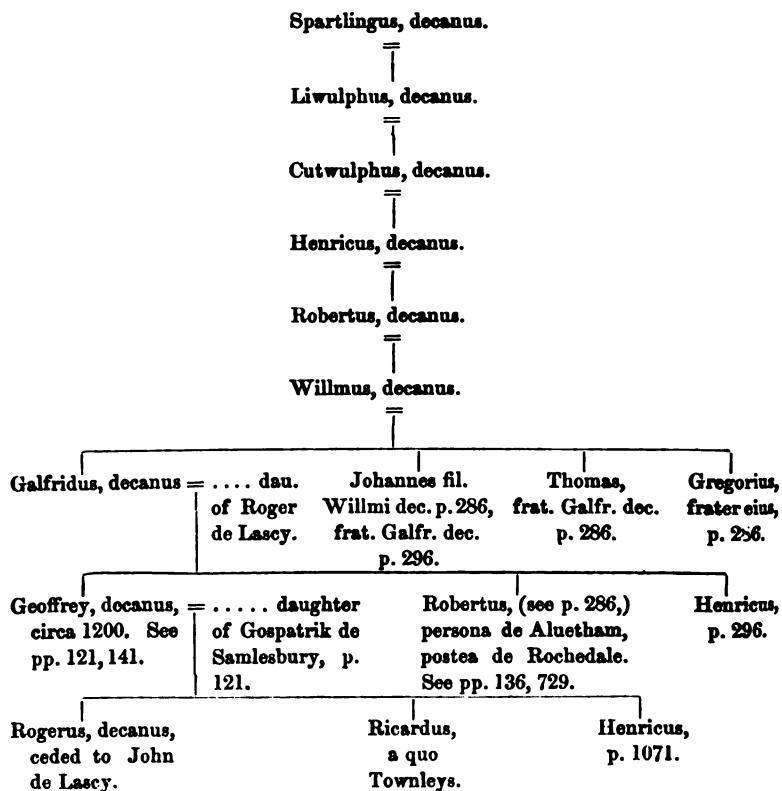 Spartlingus, decanus.
=
Liwulphus, decanus.
=
Cutwulphus, decanus.
=
Henricus, decanus.
=
Robertus, decanus.
=
Willmus, decanus.
=
Galfridus, decanus = .... dau.
of Roger
de Lascy.
Johannes fil.
Willmi dec. p. 286,
frat. Galfr. dec.
p. 296.
Thomas,
frat. Galfr. dec.
p. 286.
Gregorius,
frater eius,
p. 286.
Geoffrey, decanus, = ..... daughter
circa 1200. See
pp. 121, 141.
of Gospatrik de
Samlesbury, p.
121.
Robertus, (see p. 286,)
persona de Aluetham,
postea de Rochedale.
See pp. 136, 729.
Henricus,
p. 296.
Rogerus, decanus,
ceded to John
de Lascy.
Ricardus,
a quo
Townleys.
Henricus,
p. 1071.